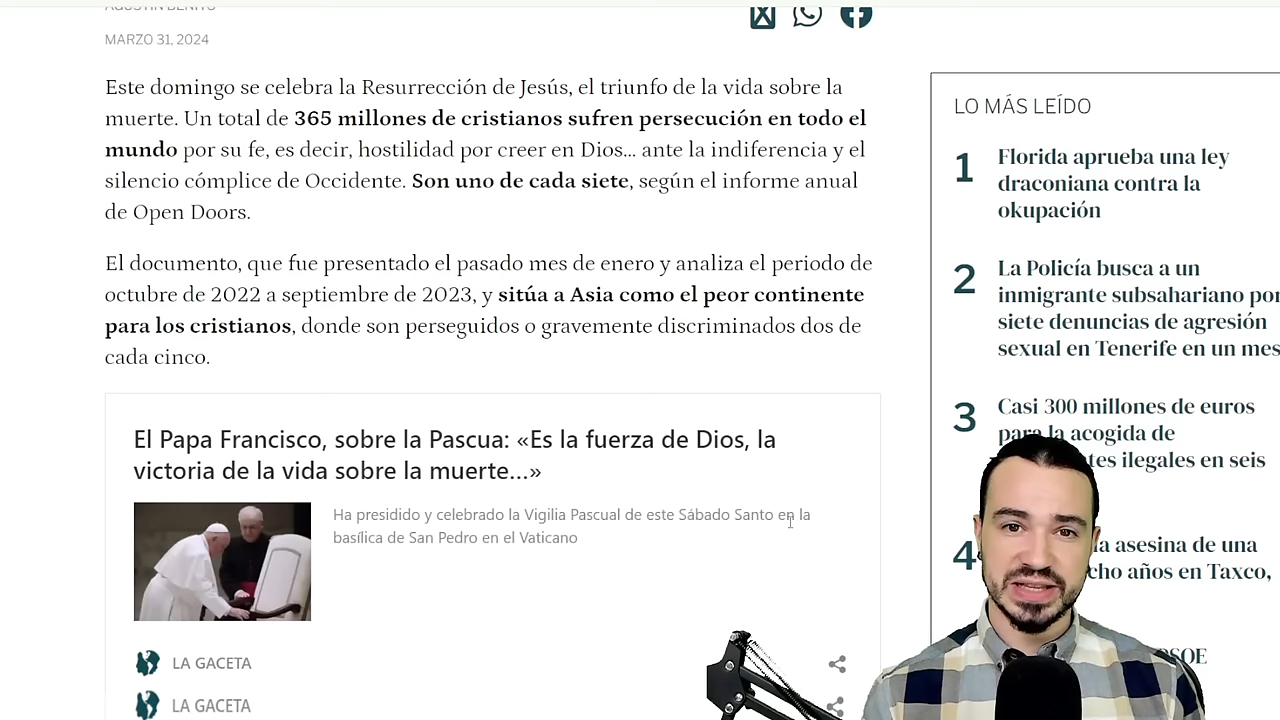 AGUSTÍN BENITO
MARZO 31, 2024
Este domingo se celebra la Resurrección de Jesús, el triunfo de la vida sobre la
muerte. Un total de 365 millones de cristianos sufren persecución en todo el
mundo por su fe, es decir, hostilidad por creer en Dios... ante la indiferencia y el
silencio cómplice de Occidente. Son uno de cada siete, según el informe anual
de Open Doors.
El documento, que fue presentado el pasado mes de enero y analiza el periodo de
octubre de 2022 a septiembre de 2023, y sitúa a Asia como el peor continente
para los cristianos, donde son perseguidos o gravemente discriminados dos de
cada cinco.
El Papa Francisco, sobre la Pascua: «Es la fuerza de Dios, la
victoria de la vida sobre la muerte...»
Ha presidido y celebrado la Vigilia Pascual de este Sábado Santo en la
basílica de San Pedro en el Vaticano
LA GACETA
LA GACETA
LO MÁS LEÍDO
1 Florida aprueba una ley
draconiana contra la
okupación
2 La Policía busca a un
inmigrante subsahariano por
siete denuncias de agresión
sexual en Tenerife en un mes
3 Casi 300 millones de euros
para la acogida de
tes ilegales en seis
4 la asesina de una
cho años en Taxco,
PSOE